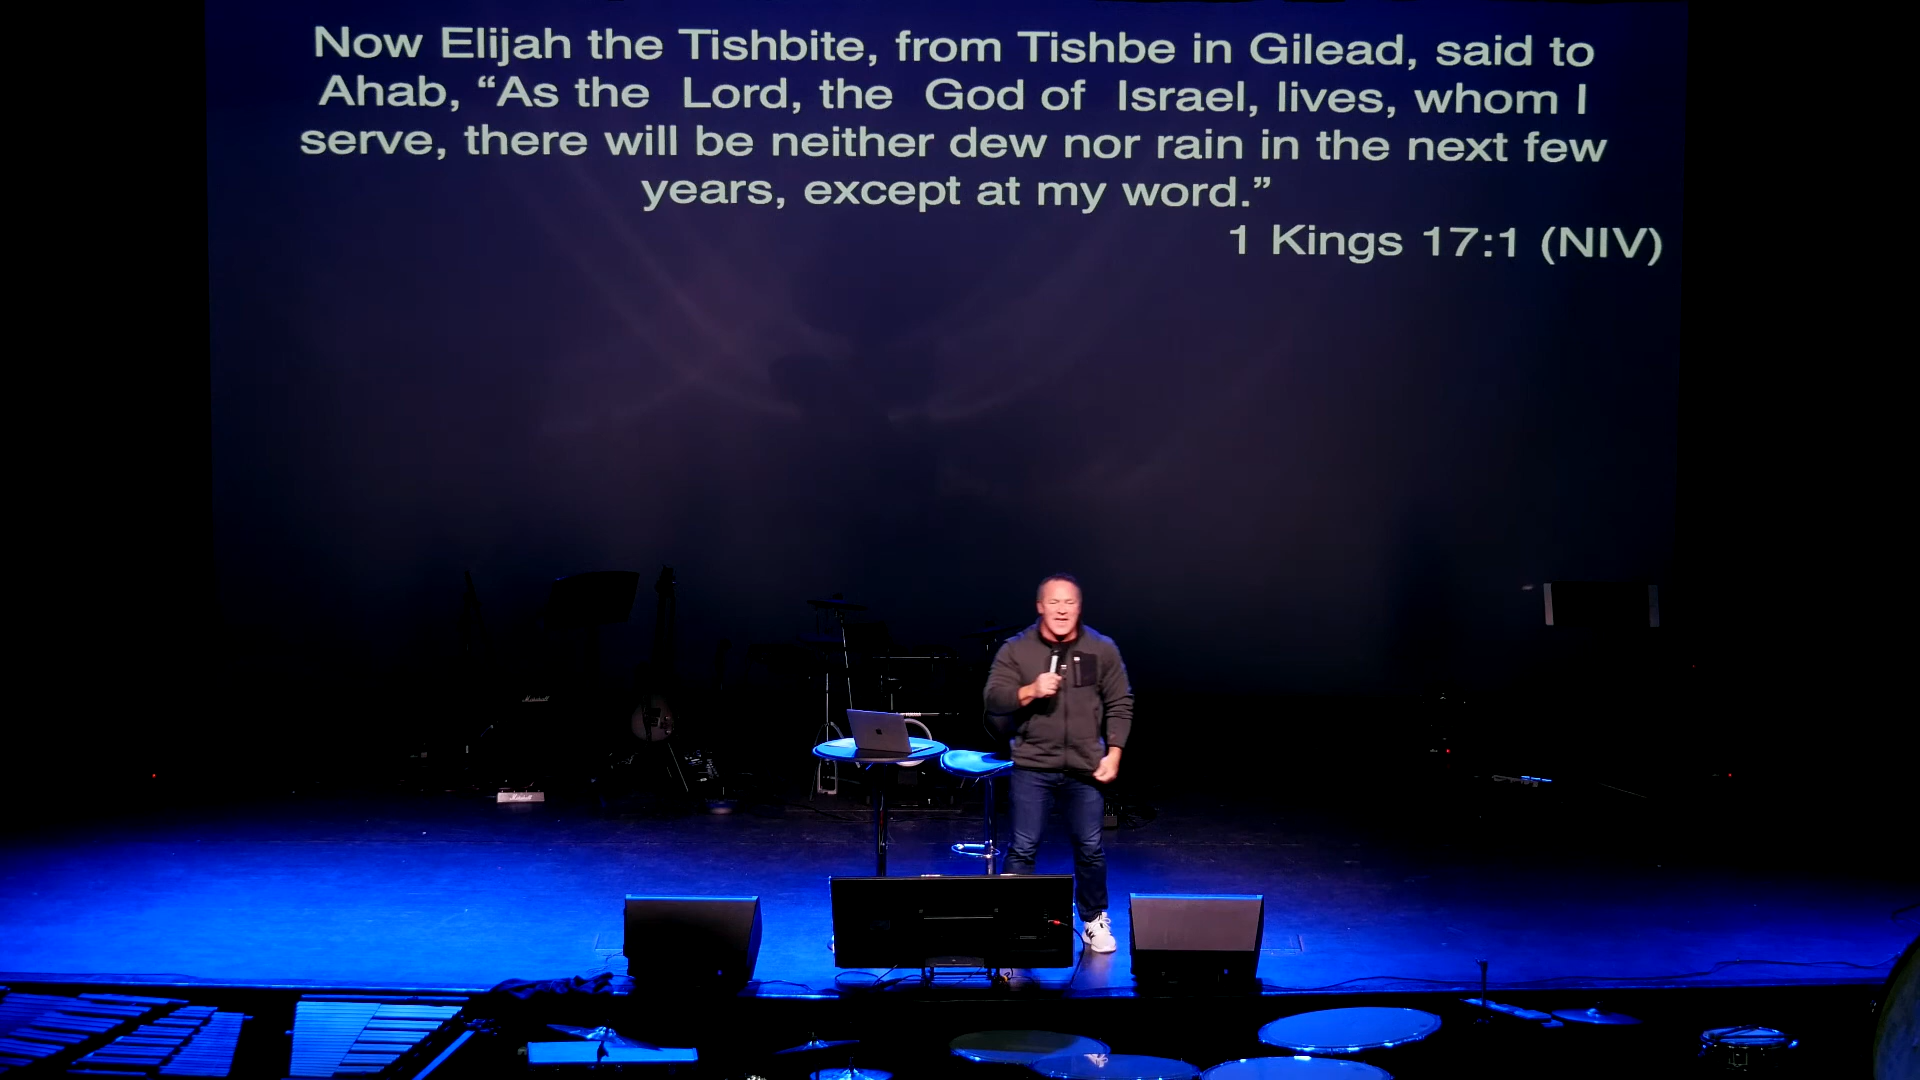 Now Elijah the Tishbite, from Tishbe in Gilead, said to
Ahab, “As the Lord, the God of Israel, lives, whom I
serve, there will be neither dew nor rain in the next few
years, except at my word.”
1 Kings 17:1 (NIV)
Marshall
Marshall